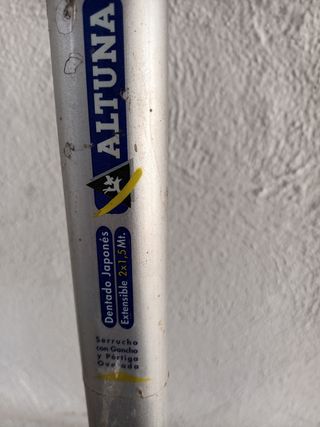 ALTUNA
Dentado Japonés
Extensible 2x1,5 Mt.
Serrucho
con Gancho
y Pértiga
Ovalada